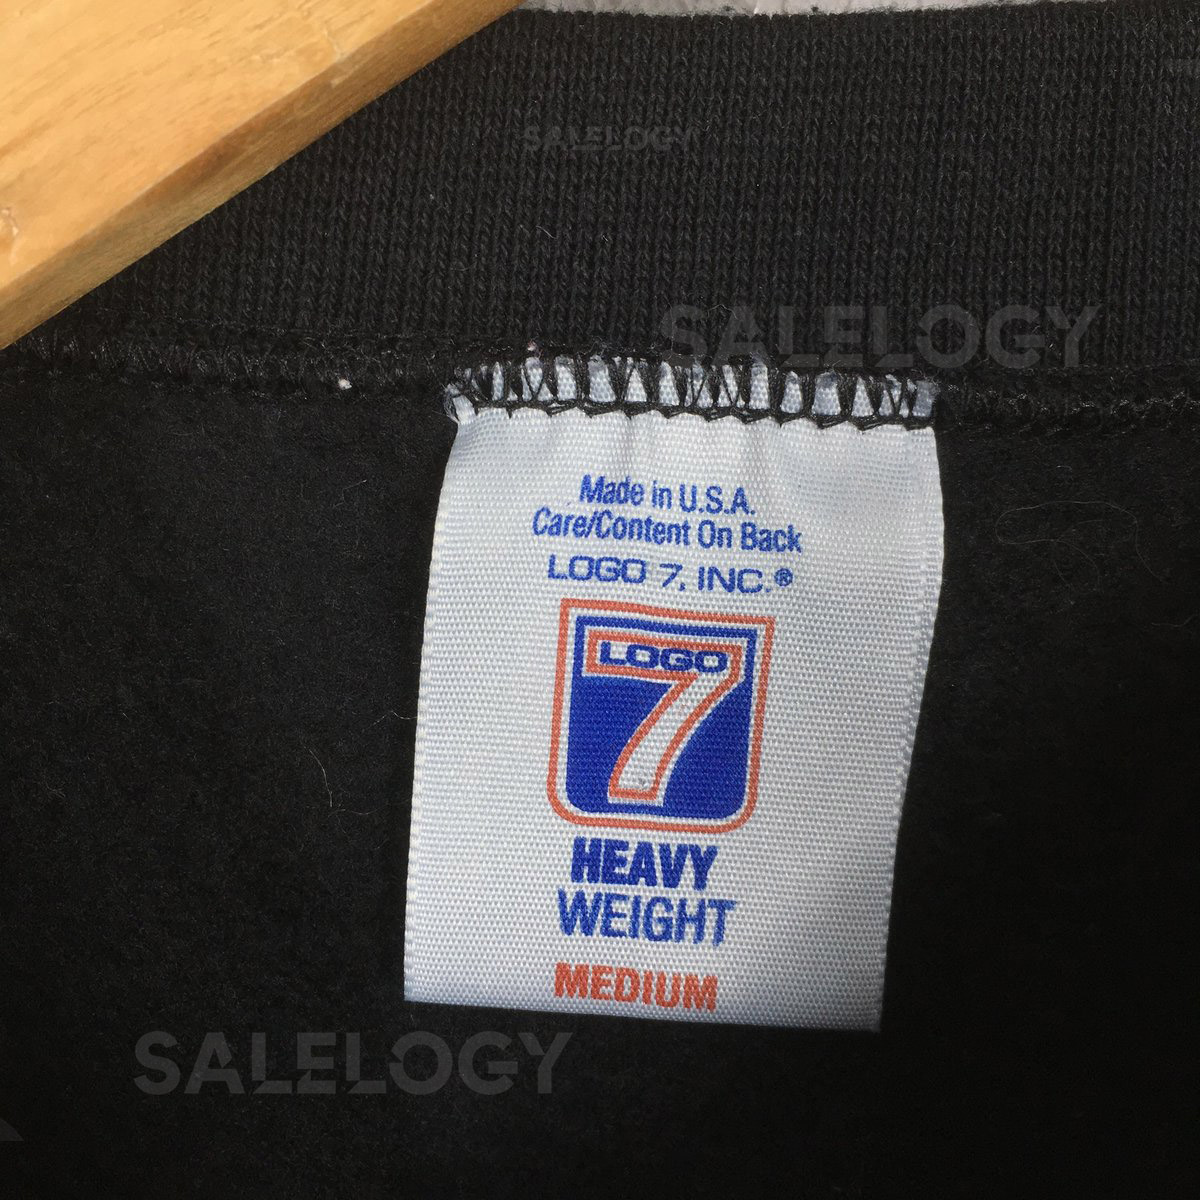 SALELOGY
SALELOGY
Made in U.S.A.
Care/Content On Back
LOGO 7, INC.®
LOGO
7
HEAVY
WEIGHT
MEDIUM
SALELOGY